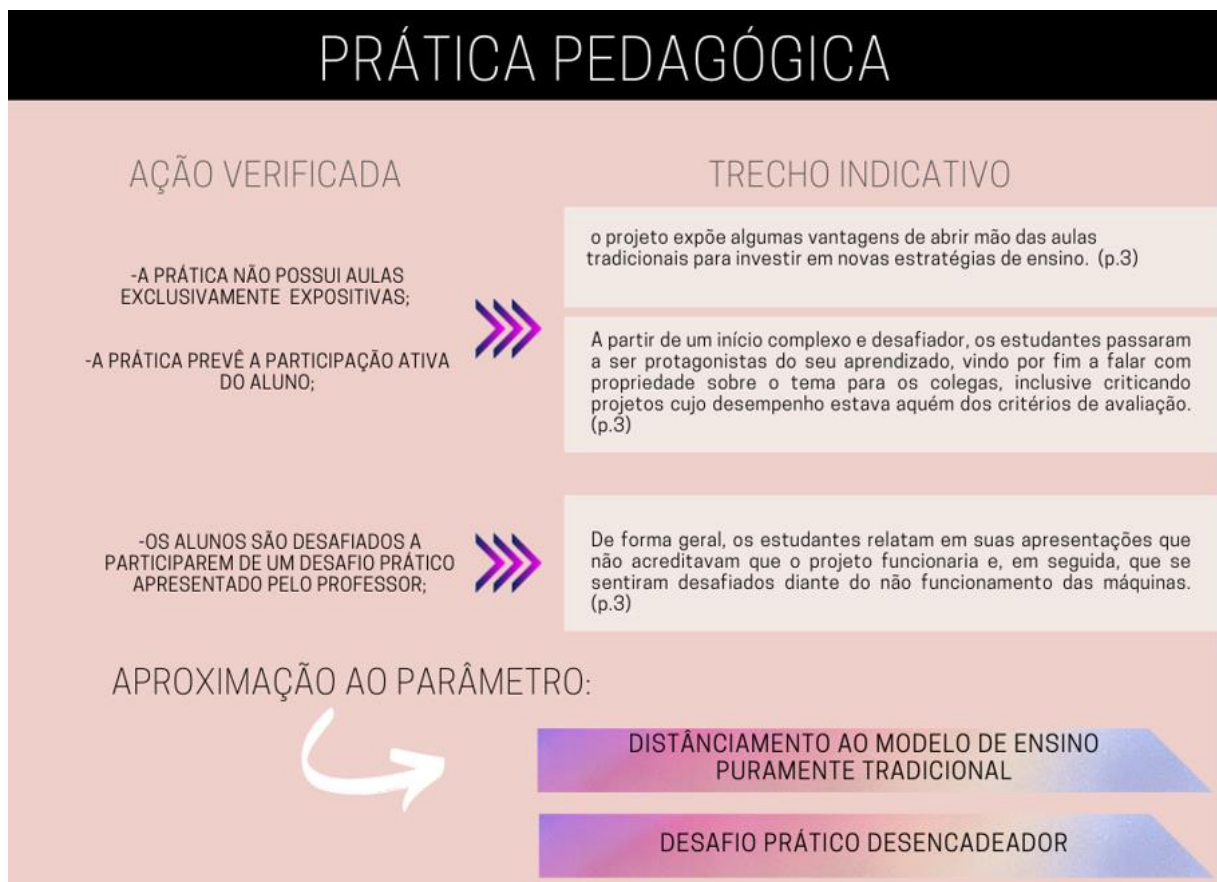 PRÁTICA PEDAGÓGICA
AÇÃO VERIFICADA
TRECHO INDICATIVO
-A PRÁTICA NÃO POSSUI AULAS
EXCLUSIVAMENTE EXPOSITIVAS;
-A PRÁTICA PREVÊ A PARTICIPAÇÃO ATIVA
DO ALUNO;
o projeto expõe algumas vantagens de abrir mão das aulas
tradicionais para investir em novas estratégias de ensino. (p.3)
A partir de um início complexo e desafiador, os estudantes passaram
a ser protagonistas do seu aprendizado, vindo por fim a falar com
propriedade sobre o tema para os colegas, inclusive criticando
projetos cujo desempenho estava aquém dos critérios de avaliação.
(p.3)
-OS ALUNOS SÃO DESAFIADOS A
PARTICIPAREM DE UM DESAFIO PRÁTICO
APRESENTADO PELO PROFESSOR;
De forma geral, os estudantes relatam em suas apresentações que
não acreditavam que o projeto funcionaria e, em seguida, que se
sentiram desafiados diante do não funcionamento das máquinas.
(p.3)
APROXIMAÇÃO AO PARÂMETRO:
DISTÂNCIAMENTO AO MODELO DE ENSINO
PURAMENTE TRADICIONAL
DESAFIO PRÁTICO DESENCADEADOR